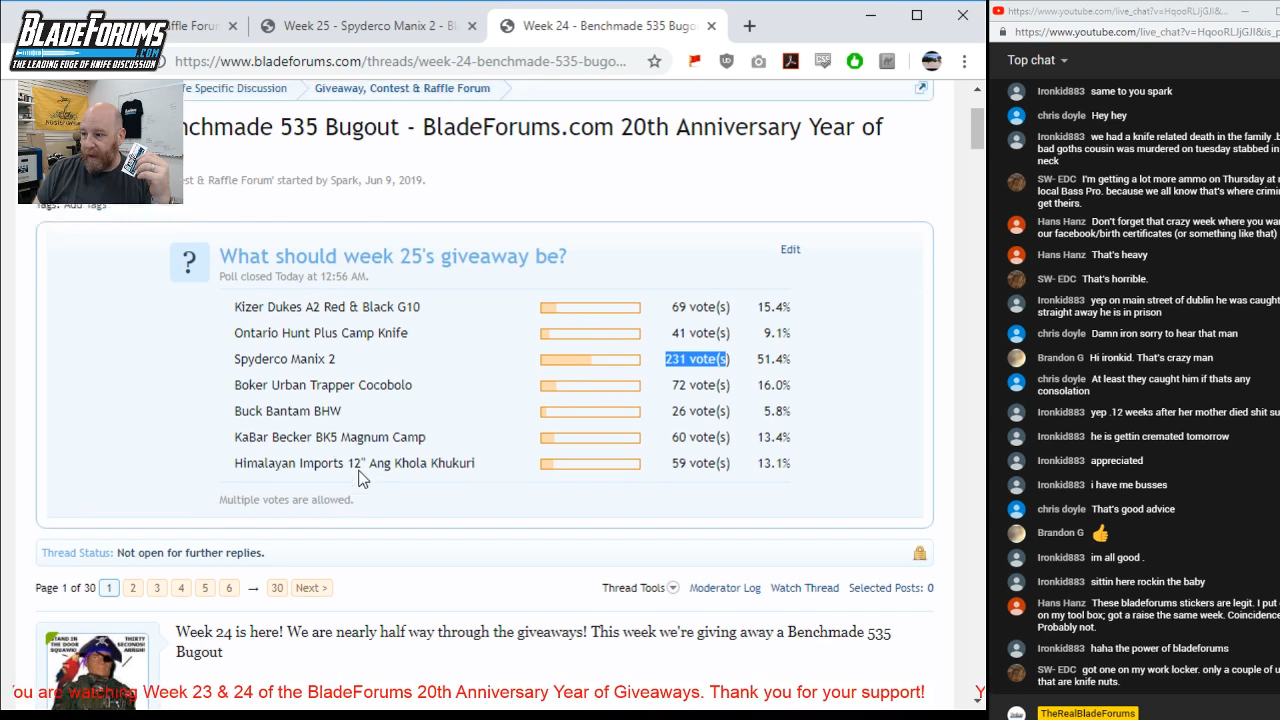 BLADEFORUMS
.COM
THE LEADING EDGE OF KNIFE DISCUSSION
Week 25 - Spyderco Manix 2 - Bl
Week 24 - Benchmade 535 Bugo
https://www.bladeforums.com/threads/week-24-benchmade-535-bugo...
fe Specific Discussion
Giveaway, Contest & Raffle Forum
nchmade 535 Bugout - BladeForums.com 20th Anniversary Year of
est & Raffle Forum' started by Spark, Jun 9, 2019.
Tags: Add Tags
? What should week 25's giveaway be?
Edit
Poll closed Today at 12:56 AM.
Kizer Dukes A2 Red & Black G10 69 vote(s) 15.4%
Ontario Hunt Plus Camp Knife 41 vote(s) 9.1%
Spyderco Manix 2 231 vote(s) 51.4%
Boker Urban Trapper Cocobolo 72 vote(s) 16.0%
Buck Bantam BHW 26 vote(s) 5.8%
KaBar Becker BK5 Magnum Camp 60 vote(s) 13.4%
Himalayan Imports 12" Ang Khola Khukuri 59 vote(s) 13.1%
Multiple votes are allowed.
Thread Status: Not open for further replies.
Page 1 of 30 1 2 3 4 5 6 → 30 Next >
Thread Tools Moderator Log Watch Thread Selected Posts: 0
Week 24 is here! We are nearly half way through the giveaways! This week we're giving away a Benchmade 535
Bugout
STAND IN THE DOOR
THIRTY SECONDS!
You are watching Week 23 & 24 of the BladeForums 20th Anniversary Year of Giveaways. Thank you for your support!
https://www.youtube.com/live_chat?v=HqooRLJjGJI&is_
https://www.youtube.com/live_chat?v=HqooRLJjGJI&is_p
Top chat
Ironkid883 same to you spark
chris doyle Hey hey
Ironkid883 we had a knife related death in the family .b
bad goths cousin was murdered on tuesday stabbed in
neck
SW- EDC I'm getting a lot more ammo on Thursday at
local Bass Pro. because we all know that's where crimi
get theirs.
Hans Hanz Don't forget that crazy week where you wan
our facebook/birth certificates (or something like that)
Hans Hanz That's heavy
SW- EDC That's horrible.
Ironkid883 yep on main street of dublin he was caught
straight away he is in prison
chris doyle Damn iron sorry to hear that man
Brandon G Hi ironkid. That's crazy man
chris doyle At least they caught him if thats any
consolation
Ironkid883 yep .12 weeks after her mother died shit su
Ironkid883 he is gettin cremated tomorrow
Ironkid883 appreciated
Ironkid883 i have me busses
chris doyle That's good advice
Brandon G 👍
Ironkid883 im all good .
Ironkid883 sittin here rockin the baby
Hans Hanz These bladeforums stickers are legit. I put
on my tool box; got a raise the same week. Coincidence
Probably not.
Ironkid883 haha the power of bladeforums
SW- EDC got one on my work locker. only a couple of u
that are knife nuts.
TheRealBladeForums